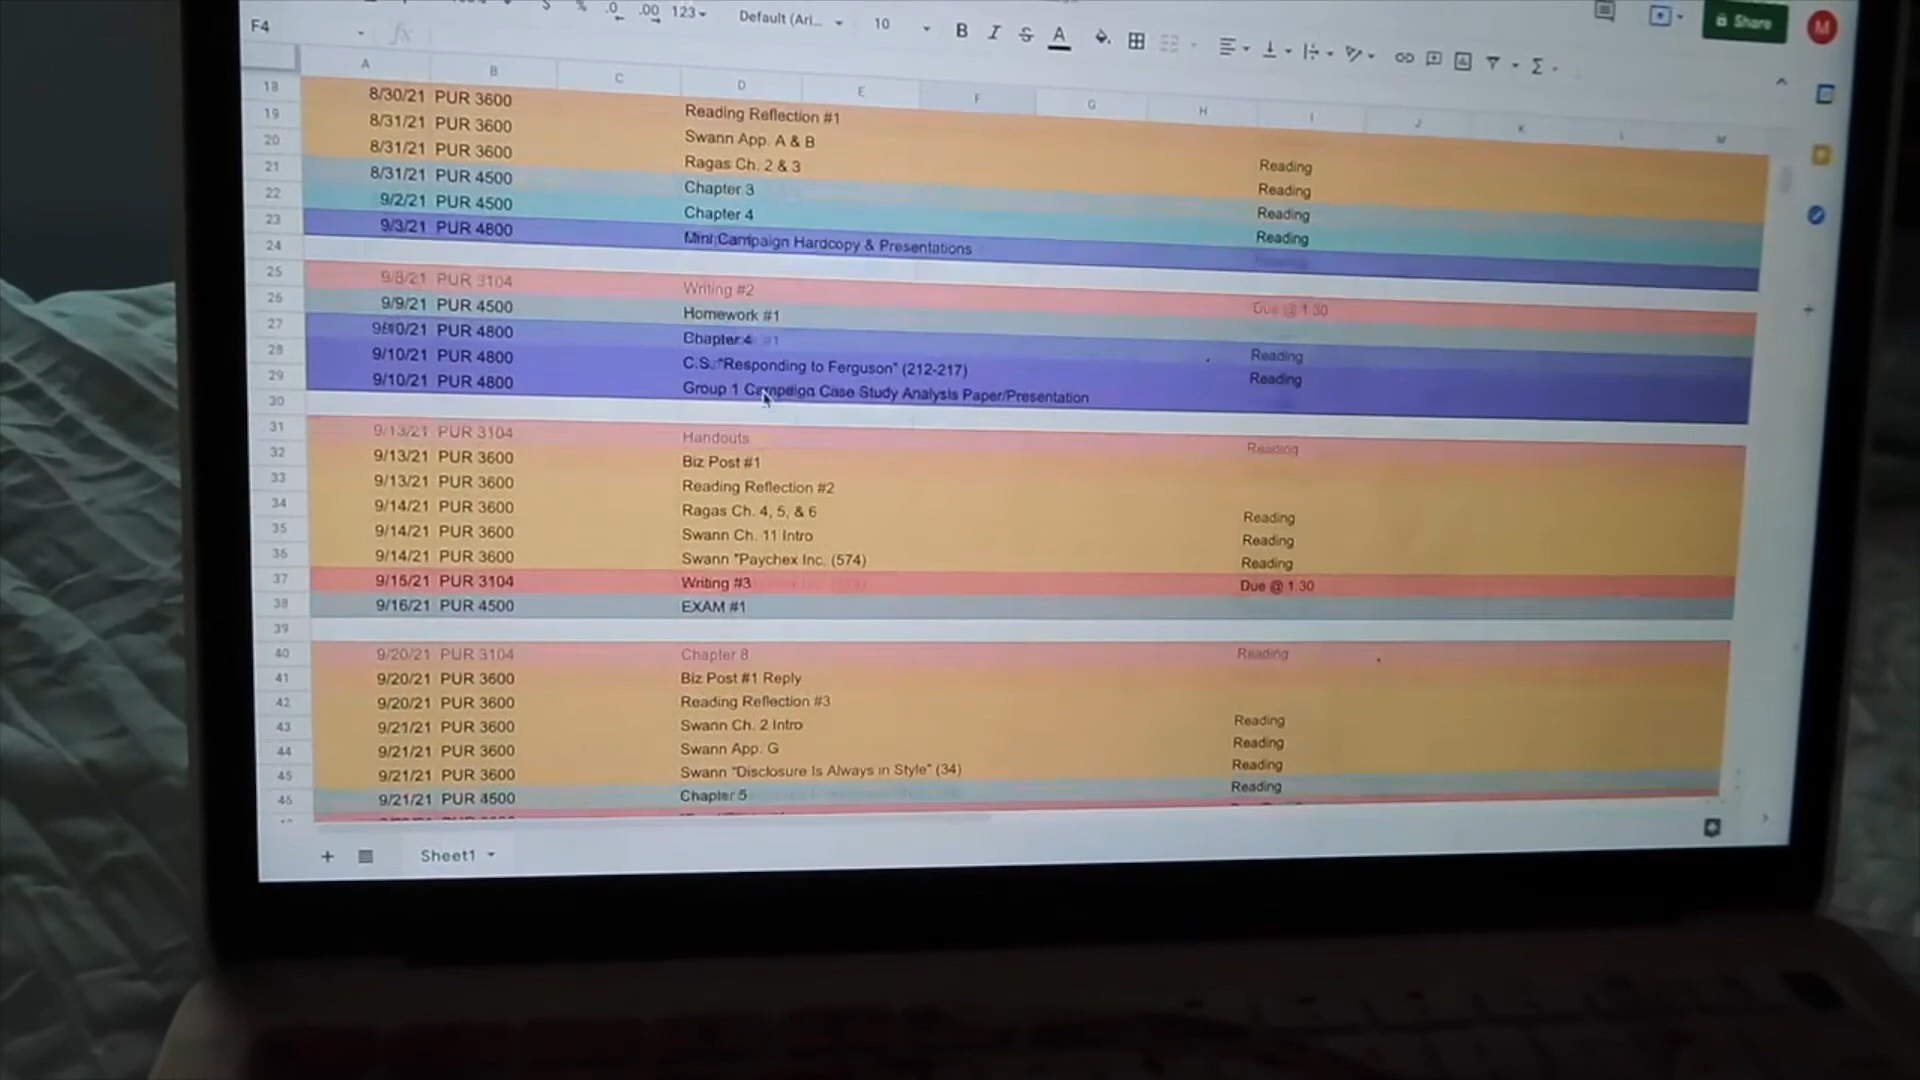 $ % .0 .00 123 Default (Ari... 10 B I S A Share M
F4 fx
A B C D E F G H I J K L M
18 8/30/21 PUR 3600 Reading Reflection #1
19 8/31/21 PUR 3600 Swann App. A & B Reading
20 8/31/21 PUR 3600 Ragas Ch. 2 & 3 Reading
21 8/31/21 PUR 4500 Chapter 3 Reading
22 9/2/21 PUR 4500 Chapter 4 Reading
23 9/3/21 PUR 4800 Mini Campaign Hardcopy & Presentations
24
25 9/8/21 PUR 3104 Writing #2 Due @ 1:30
26 9/9/21 PUR 4500 Homework #1
27 9/10/21 PUR 4800 Chapter 4 Reading
28 9/10/21 PUR 4800 C.S. "Responding to Ferguson" (212-217) Reading
29 9/10/21 PUR 4800 Group 1 Campaign Case Study Analysis Paper/Presentation
30
31 9/13/21 PUR 3104 Handouts Reading
32 9/13/21 PUR 3600 Biz Post #1
33 9/13/21 PUR 3600 Reading Reflection #2
34 9/14/21 PUR 3600 Ragas Ch. 4, 5, & 6 Reading
35 9/14/21 PUR 3600 Swann Ch. 11 Intro Reading
36 9/14/21 PUR 3600 Swann "Paychex Inc. (574) Reading
37 9/15/21 PUR 3104 Writing #3 Due @ 1:30
38 9/16/21 PUR 4500 EXAM #1
39
40 9/20/21 PUR 3104 Chapter 8 Reading
41 9/20/21 PUR 3600 Biz Post #1 Reply
42 9/20/21 PUR 3600 Reading Reflection #3
43 9/21/21 PUR 3600 Swann Ch. 2 Intro Reading
44 9/21/21 PUR 3600 Swann App. G Reading
45 9/21/21 PUR 3600 Swann "Disclosure Is Always in Style" (34) Reading
46 9/21/21 PUR 4500 Chapter 5 Reading
+ Sheet1